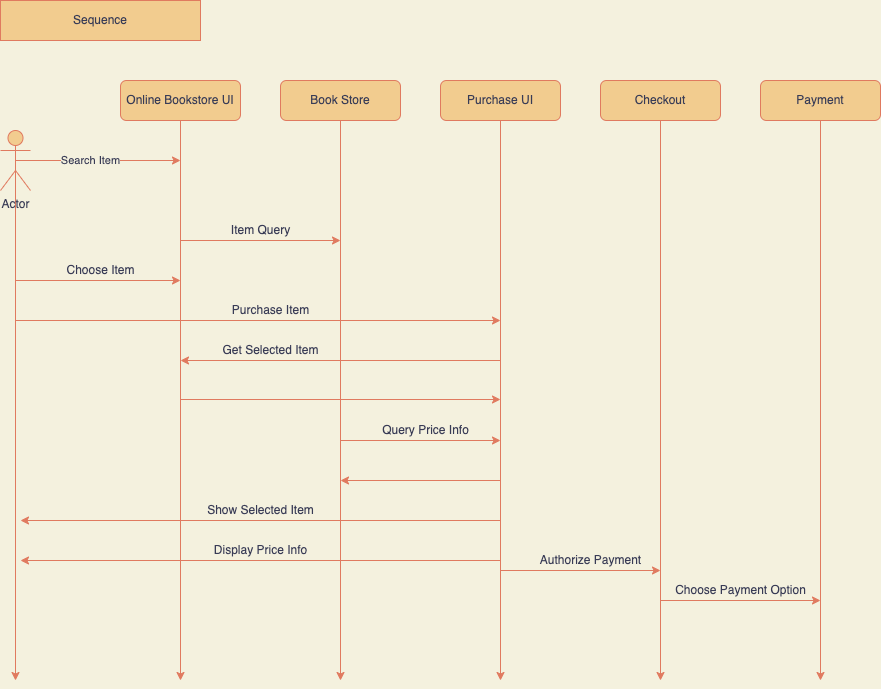 Sequence
Online Bookstore UI
Book Store
Purchase UI
Checkout
Payment
Search Item
Actor
Item Query
Choose Item
Purchase Item
Get Selected Item
Query Price Info
Show Selected Item
Display Price Info
Authorize Payment
Choose Payment Option